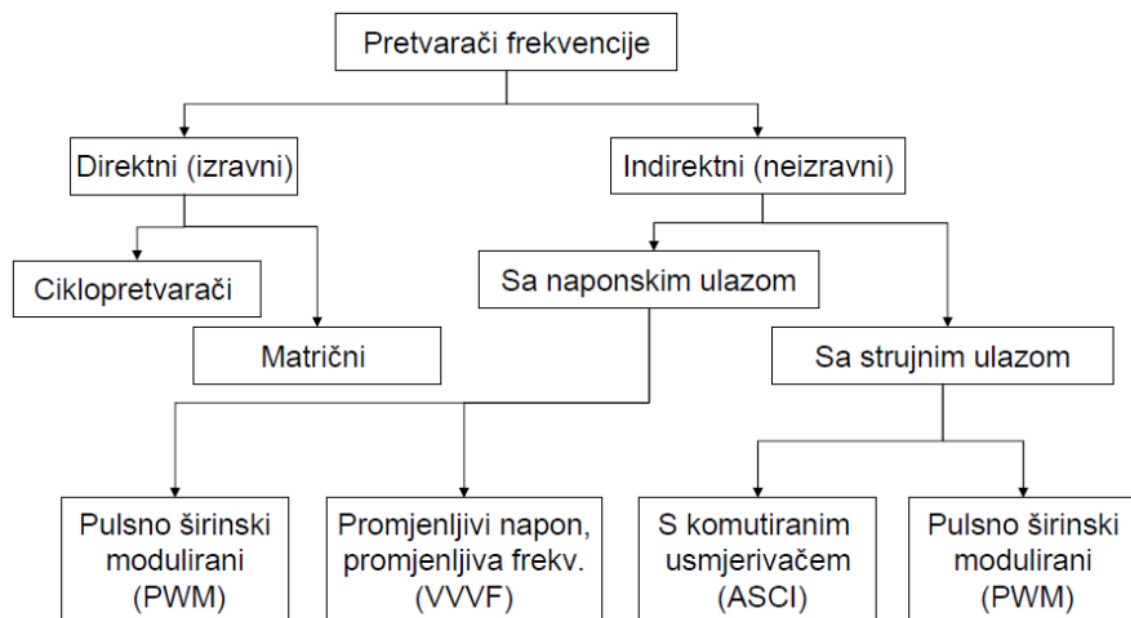 Pretvarači frekvencije
Direktni (izravni)
Indirektni (neizravni)
Ciklopretvarači
Sa naponskim ulazom
Matrični
Sa strujnim ulazom
Pulsno širinski
modulirani
(PWM)
Promjenljivi napon,
promjenljiva frekv.
(VVVF)
S komutiranim
usmjerivačem
(ASCI)
Pulsno širinski
modulirani
(PWM)